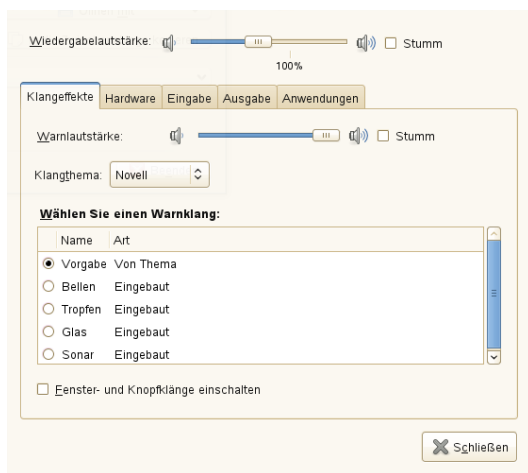 Wiedergabelautstärke: Stumm
100%
Klangeffekte Hardware Eingabe Ausgabe Anwendungen
Warnlautstärke: Stumm
Klangthema: Novell
Wählen Sie einen Warnklang:
Name Art
Vorgabe Von Thema
Bellen Eingebaut
Tropfen Eingebaut
Glas Eingebaut
Sonar Eingebaut
Fenster- und Knopfklänge einschalten
Schließen